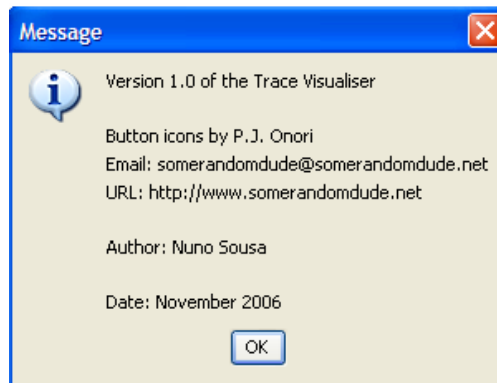 Message
Version 1.0 of the Trace Visualiser
Button icons by P.J. Onori
Email: somerandomdude@somerandomdude.net
URL: http://www.somerandomdude.net
Author: Nuno Sousa
Date: November 2006
OK